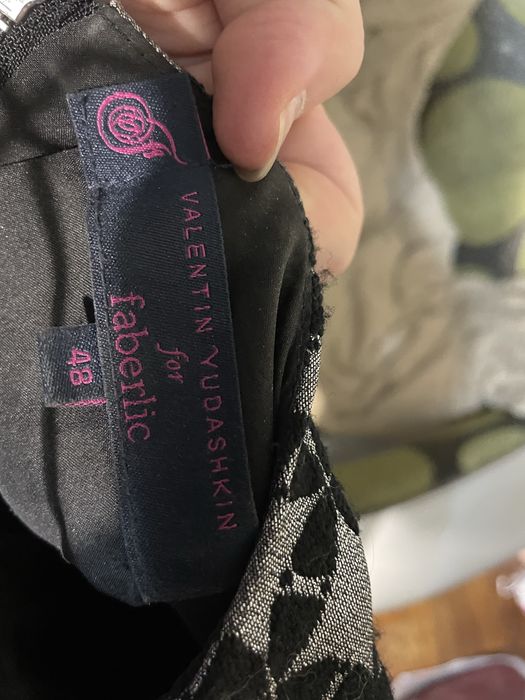 VALENTIN YUDASHKIN
for
faberlic
48